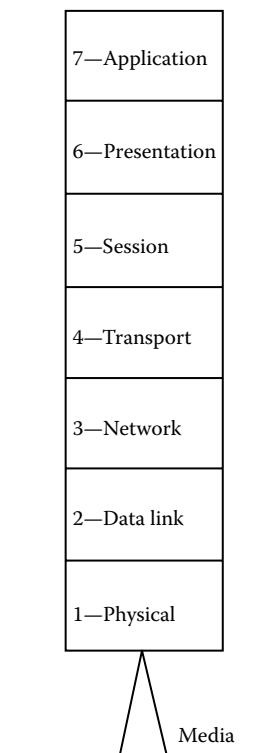 7—Application
6—Presentation
5—Session
4—Transport
3—Network
2—Data link
1—Physical
Media